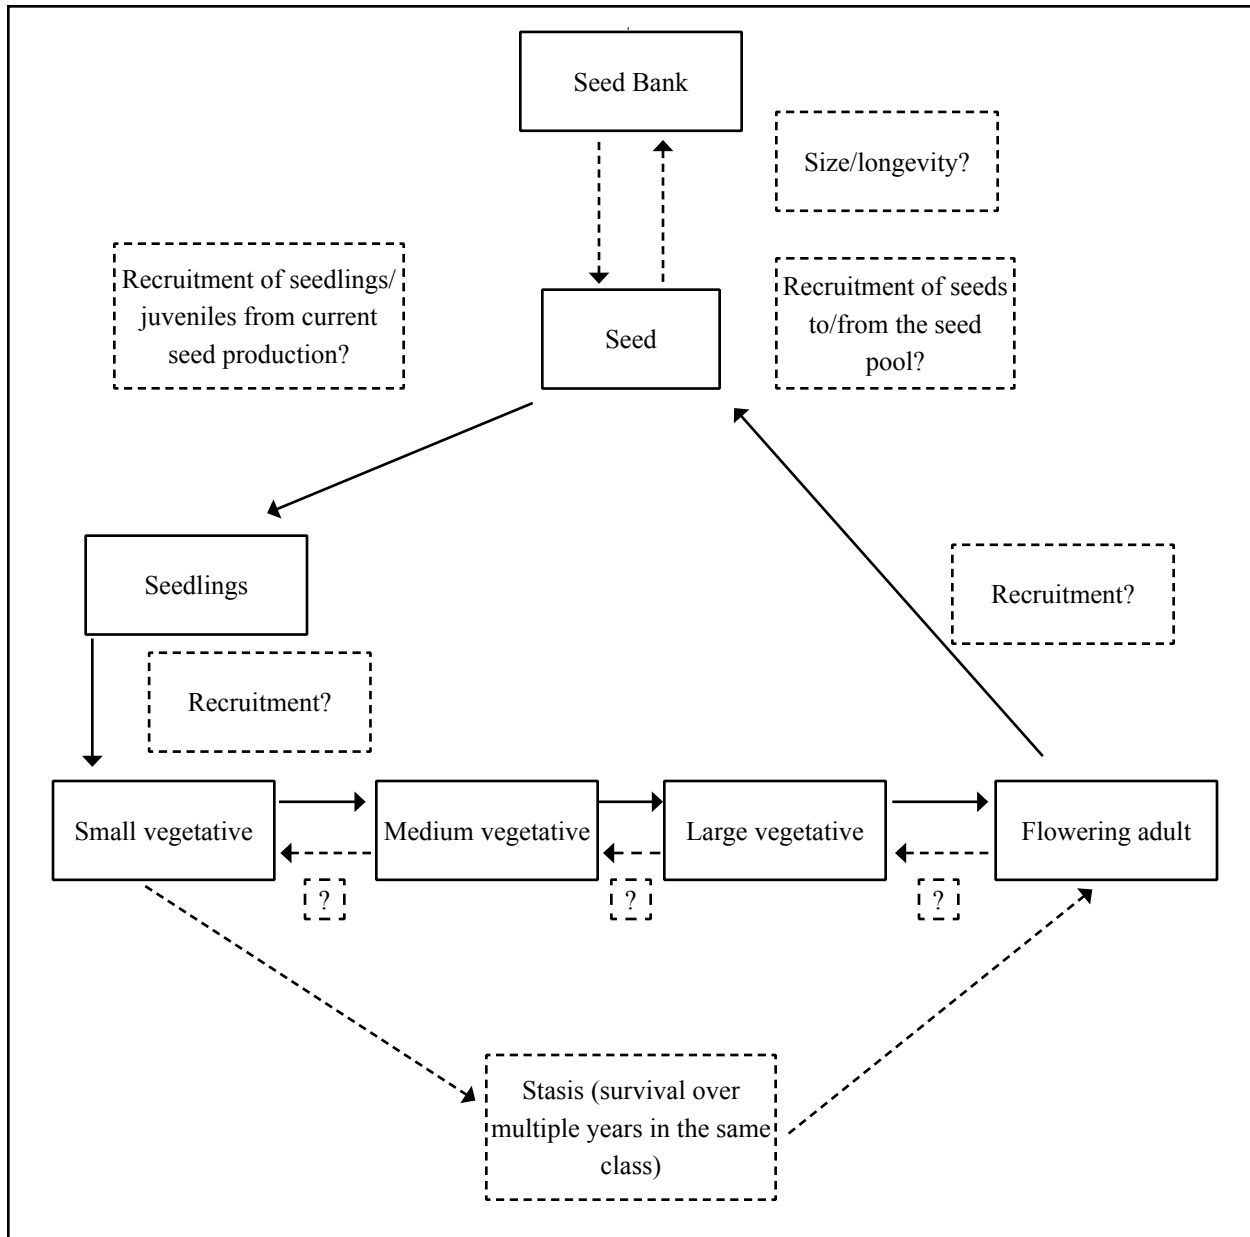 Seed Bank
Size/longevity?
Recruitment of seedlings/
juveniles from current
seed production?
Seed
Recruitment of seeds
to/from the seed
pool?
Seedlings
Recruitment?
Recruitment?
Small vegetative
Medium vegetative
Large vegetative
Flowering adult
?
?
?
Stasis (survival over
multiple years in the same
class)